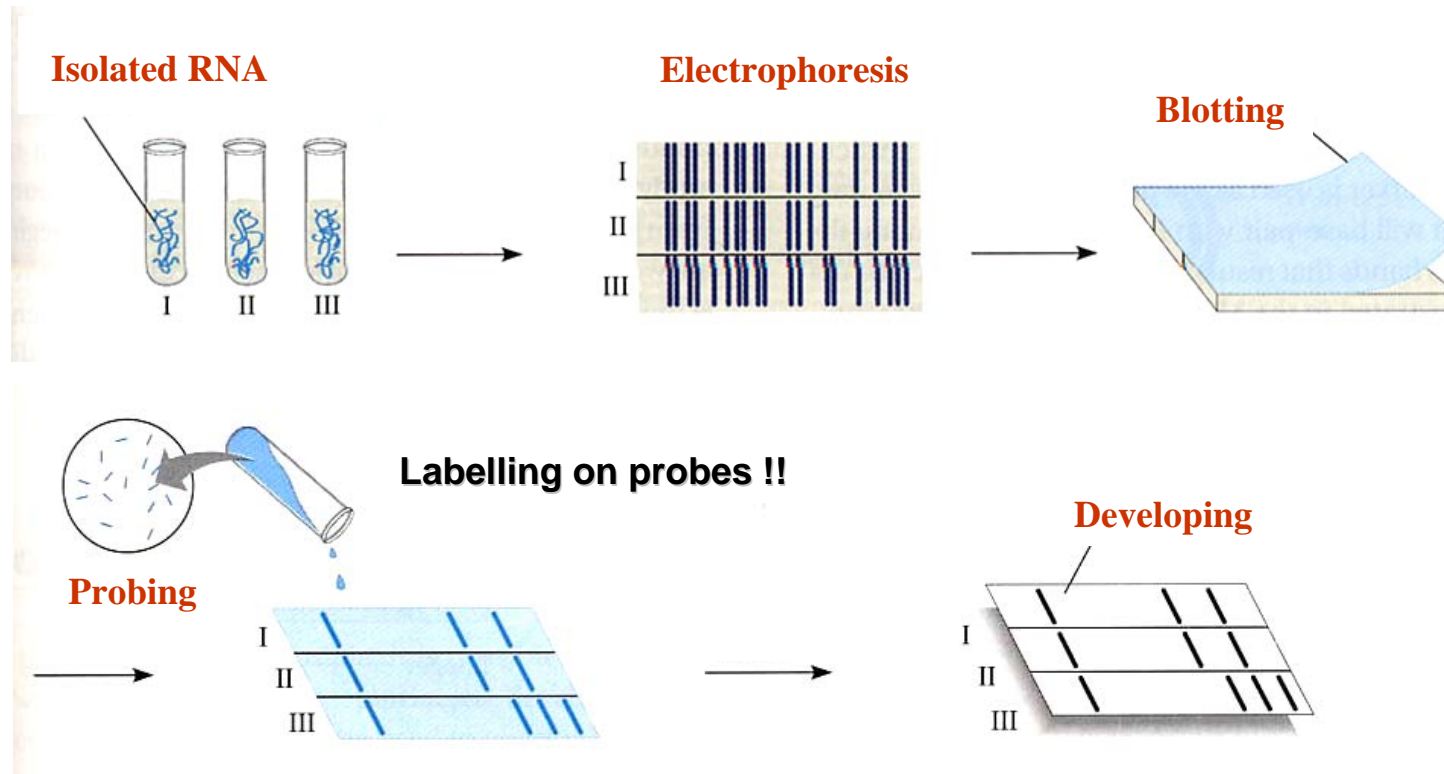 Isolated RNA
Electrophoresis
Blotting
I
II
III
I II III
Labelling on probes !!
Probing
Developing
I
II
III
I
II
III